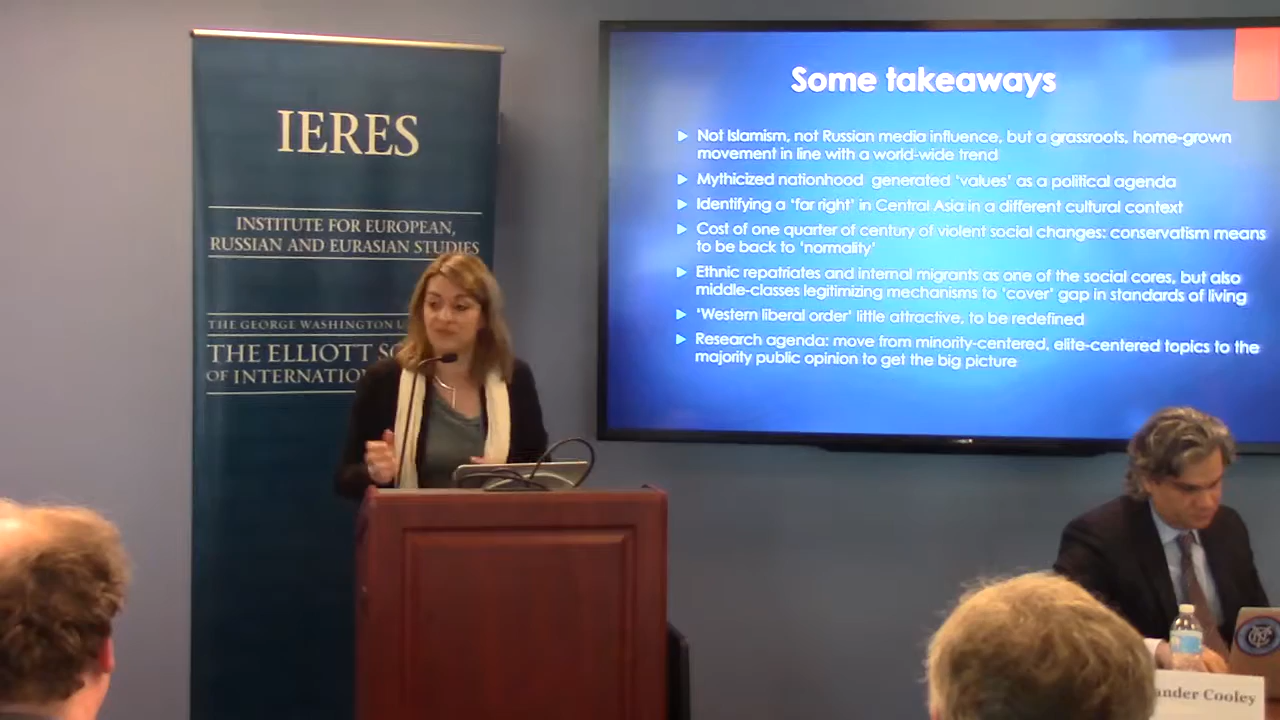 IERES
INSTITUTE FOR EUROPEAN,
RUSSIAN AND EURASIAN STUDIES
THE GEORGE WASHINGTON
THE ELLIOTT
OF
Some takeaways
Not Islamism, not Russian media influence, but a grassroots, home-grown
movement in line with a world-wide trend
Mythicized nationhood generated 'values' as a political agenda
Identifying a 'far right' in Central Asia in a different cultural context
Cost of one quarter of century of violent social changes: conservatism means
to be back to 'normality'
Ethnic repatriates and internal migrants as one of the social cores, but also
middle-classes legitimizing mechanisms to 'cover' gap in standards of living
'Western liberal order' little attractive, to be redefined
Research agenda: move from minority-centered, elite-centered topics to the
majority public opinion to get the big picture
ander Cooley